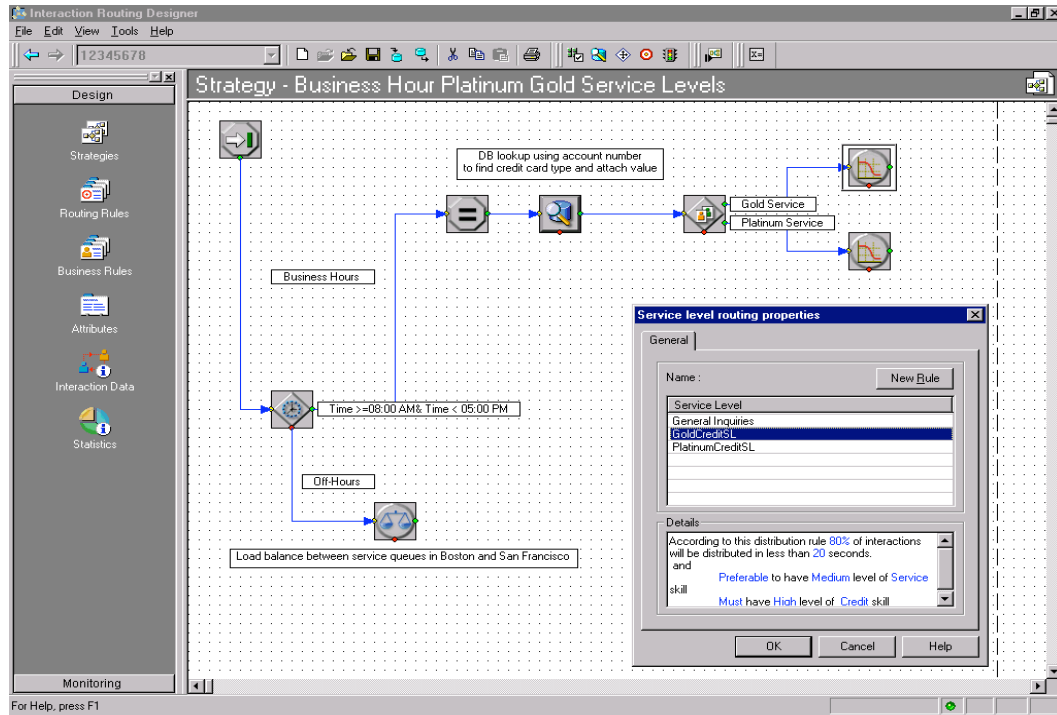 Interaction Routing Designer
File Edit View Tools Help
12345678
Design
Strategies
Routing Rules
Business Rules
Attributes
Interaction Data
Statistics
Monitoring
Strategy - Business Hour Platinum Gold Service Levels
DB lookup using account number
to find credit card type and attach value
Gold Service
Platinum Service
Business Hours
Time >=08:00 AM& Time < 05:00 PM
Off-Hours
Load balance between service queues in Boston and San Francisco
Service level routing properties
General
Name :
New Rule
Service Level
General Inquiries
GoldCreditSL
PlatinumCreditSL
Details
According to this distribution rule 80% of interactions
will be distributed in less than 20 seconds.
and
Preferable to have Medium level of Service
skill
Must have High level of Credit skill
OK Cancel Help
For Help, press F1